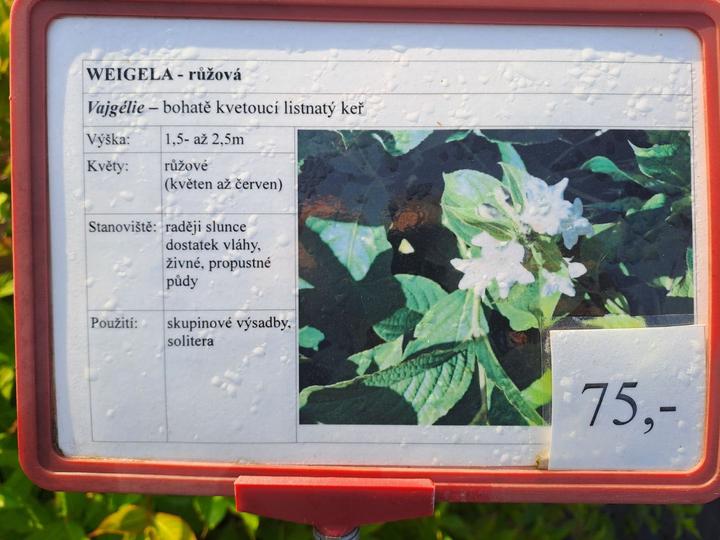 WEIGELA - růžová
Vajgélie – bohatě kvetoucí listnatý keř
Výška: 1,5- až 2,5m
Květy: růžové
(květen až červen)
Stanoviště: raději slunce
dostatek vláhy,
živné, propustné
půdy
Použití: skupinové výsadby,
solitera
75,-